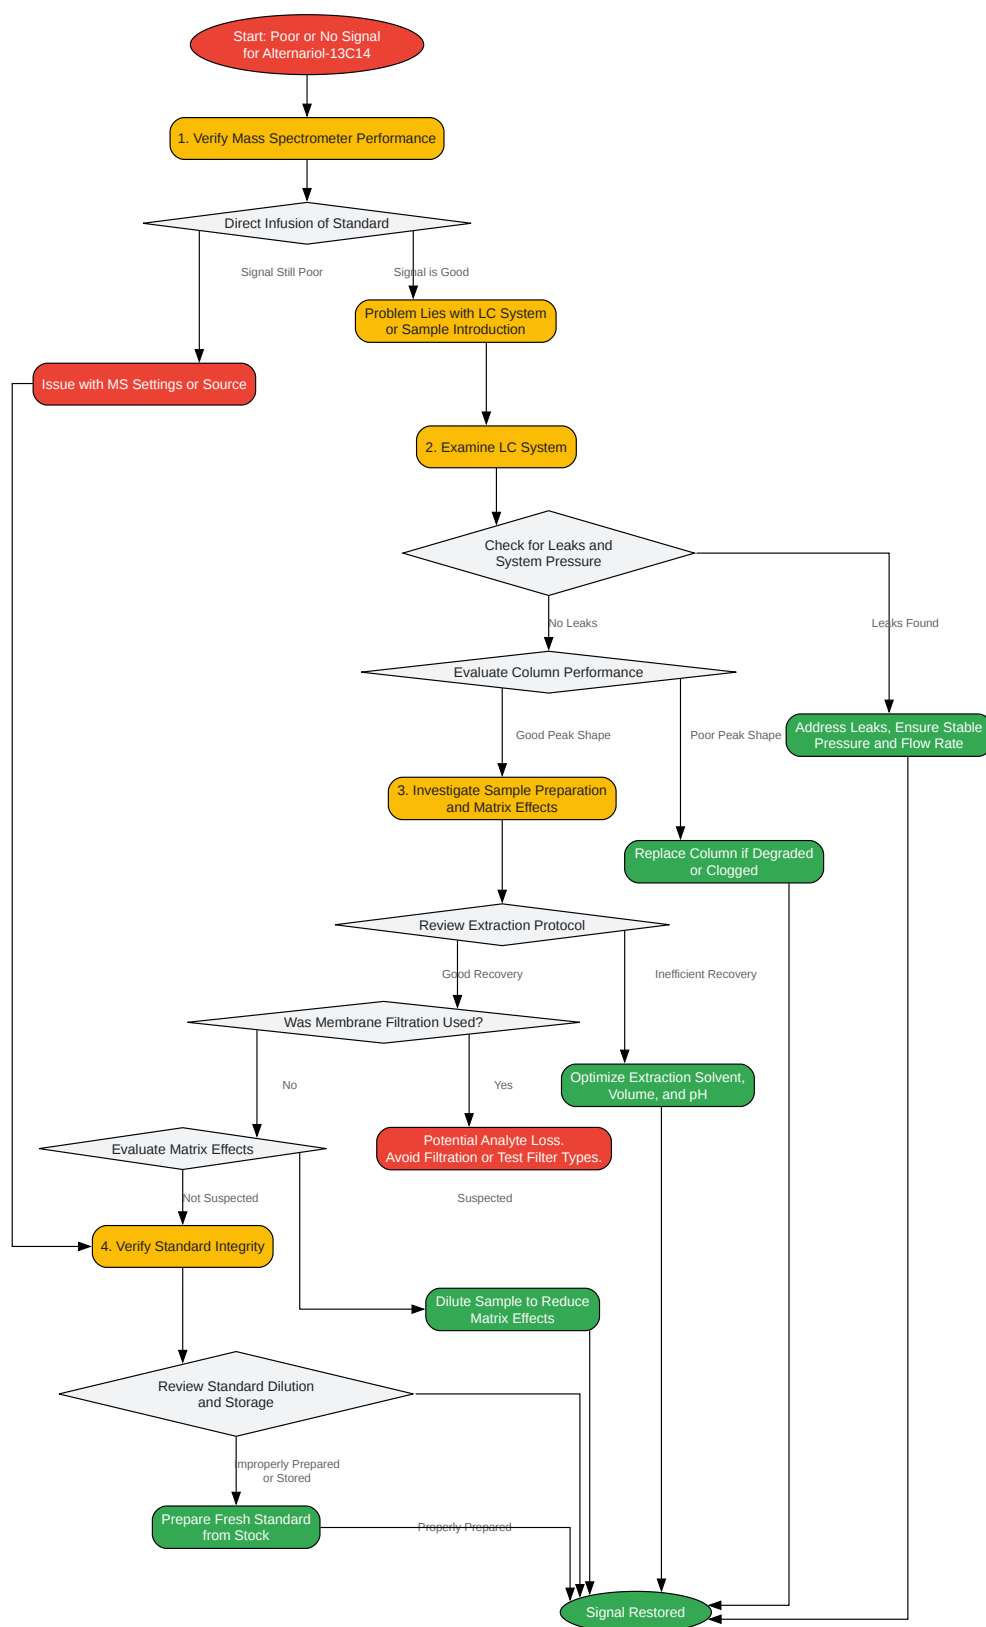 Start: Poor or No Signal
for Alternariol-13C14
1. Verify Mass Spectrometer Performance
Direct Infusion of Standard
Signal Still Poor
Signal is Good
Problem Lies with LC System
or Sample Introduction
Issue with MS Settings or Source
2. Examine LC System
Check for Leaks and
System Pressure
No Leaks
Leaks Found
Evaluate Column Performance
Good Peak Shape
Poor Peak Shape
Address Leaks, Ensure Stable
Pressure and Flow Rate
3. Investigate Sample Preparation
and Matrix Effects
Replace Column if Degraded
or Clogged
Review Extraction Protocol
Good Recovery
Inefficient Recovery
Was Membrane Filtration Used?
No
Yes
Optimize Extraction Solvent,
Volume, and pH
Evaluate Matrix Effects
Potential Analyte Loss.
Avoid Filtration or Test Filter Types.
Not Suspected
Suspected
4. Verify Standard Integrity
Dilute Sample to Reduce
Matrix Effects
Review Standard Dilution
and Storage
Improperly Prepared
or Stored
Prepare Fresh Standard
from Stock
Properly Prepared
Signal Restored